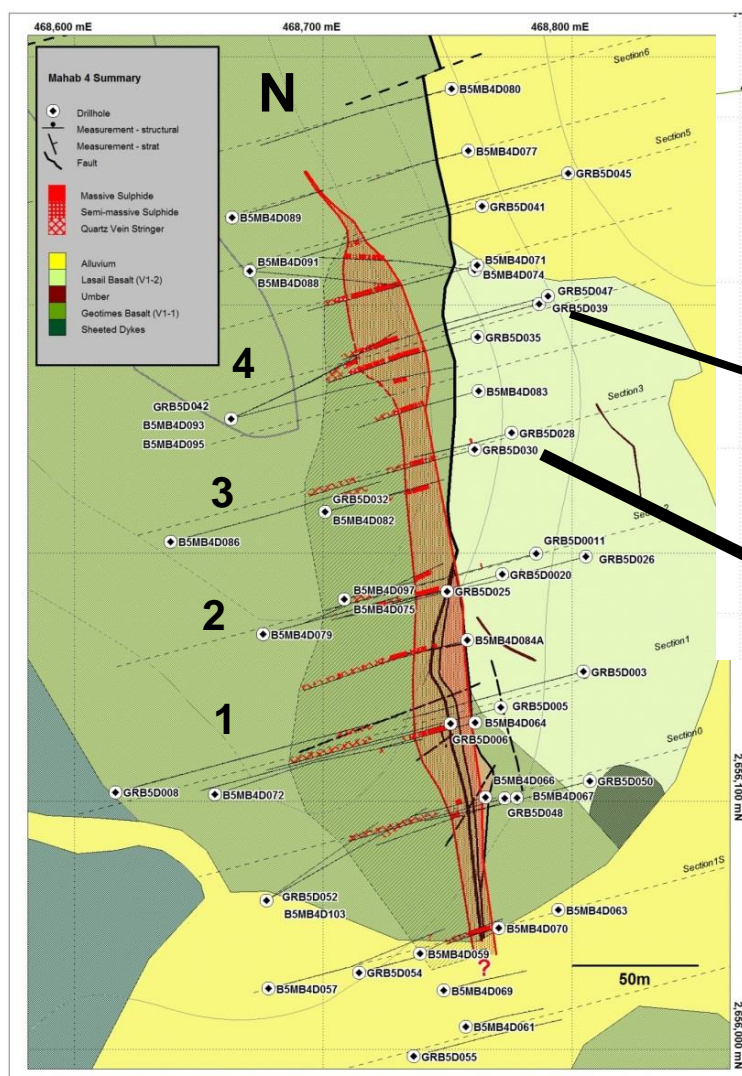 468,600 mE
468,700 mE
468,800 mE
Mahab 4 Summary
Drillhole
Measurement - structural
Measurement - strat
Fault
Massive Sulphide
Semi-massive Sulphide
Quartz Vein Stringer
Alluvium
Lasail Basalt (V1-2)
Umber
Geotimes Basalt (V1-1)
Sheeted Dykes
N
Section6
B5MB4D080
Section5
B5MB4D077
GRB5D045
B5MB4D089
GRB5D041
B5MB4D091
B5MB4D088
B5MB4D071
B5MB4D074
GRB5D047
GRB5D039
GRB5D035
4
B5MB4D083
Section3
GRB5D042
B5MB4D093
B5MB4D095
GRB5D028
GRB5D030
3
GRB5D032
B5MB4D082
B5MB4D086
GRB5D0011
GRB5D026
GRB5D0020
B5MB4D097
B5MB4D075
GRB5D025
2
B5MB4D079
B5MB4D084A
Section1
GRB5D003
1
GRB5D005
B5MB4D064
GRB5D006
Section0
2,656,100 mN
B5MB4D066
GRB5D050
GRB5D008
B5MB4D072
B5MB4D067
GRB5D048
Section1S
GRB5D052
B5MB4D103
B5MB4D063
B5MB4D070
B5MB4D059
?
50m
GRB5D054
B5MB4D057
B5MB4D069
B5MB4D061
GRB5D055
2,656,000 mN